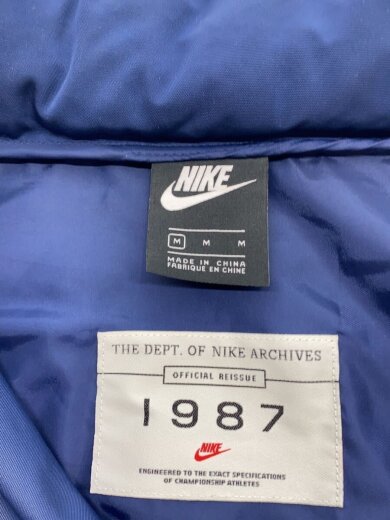 NIKE
M M M
MADE IN CHINA
FABRIQUE EN CHINE
THE DEPT. OF NIKE ARCHIVES
OFFICIAL REISSUE
1987
NIKE
ENGINEERED TO THE EXACT SPECIFICATIONS
OF CHAMPIONSHIP ATHLETES